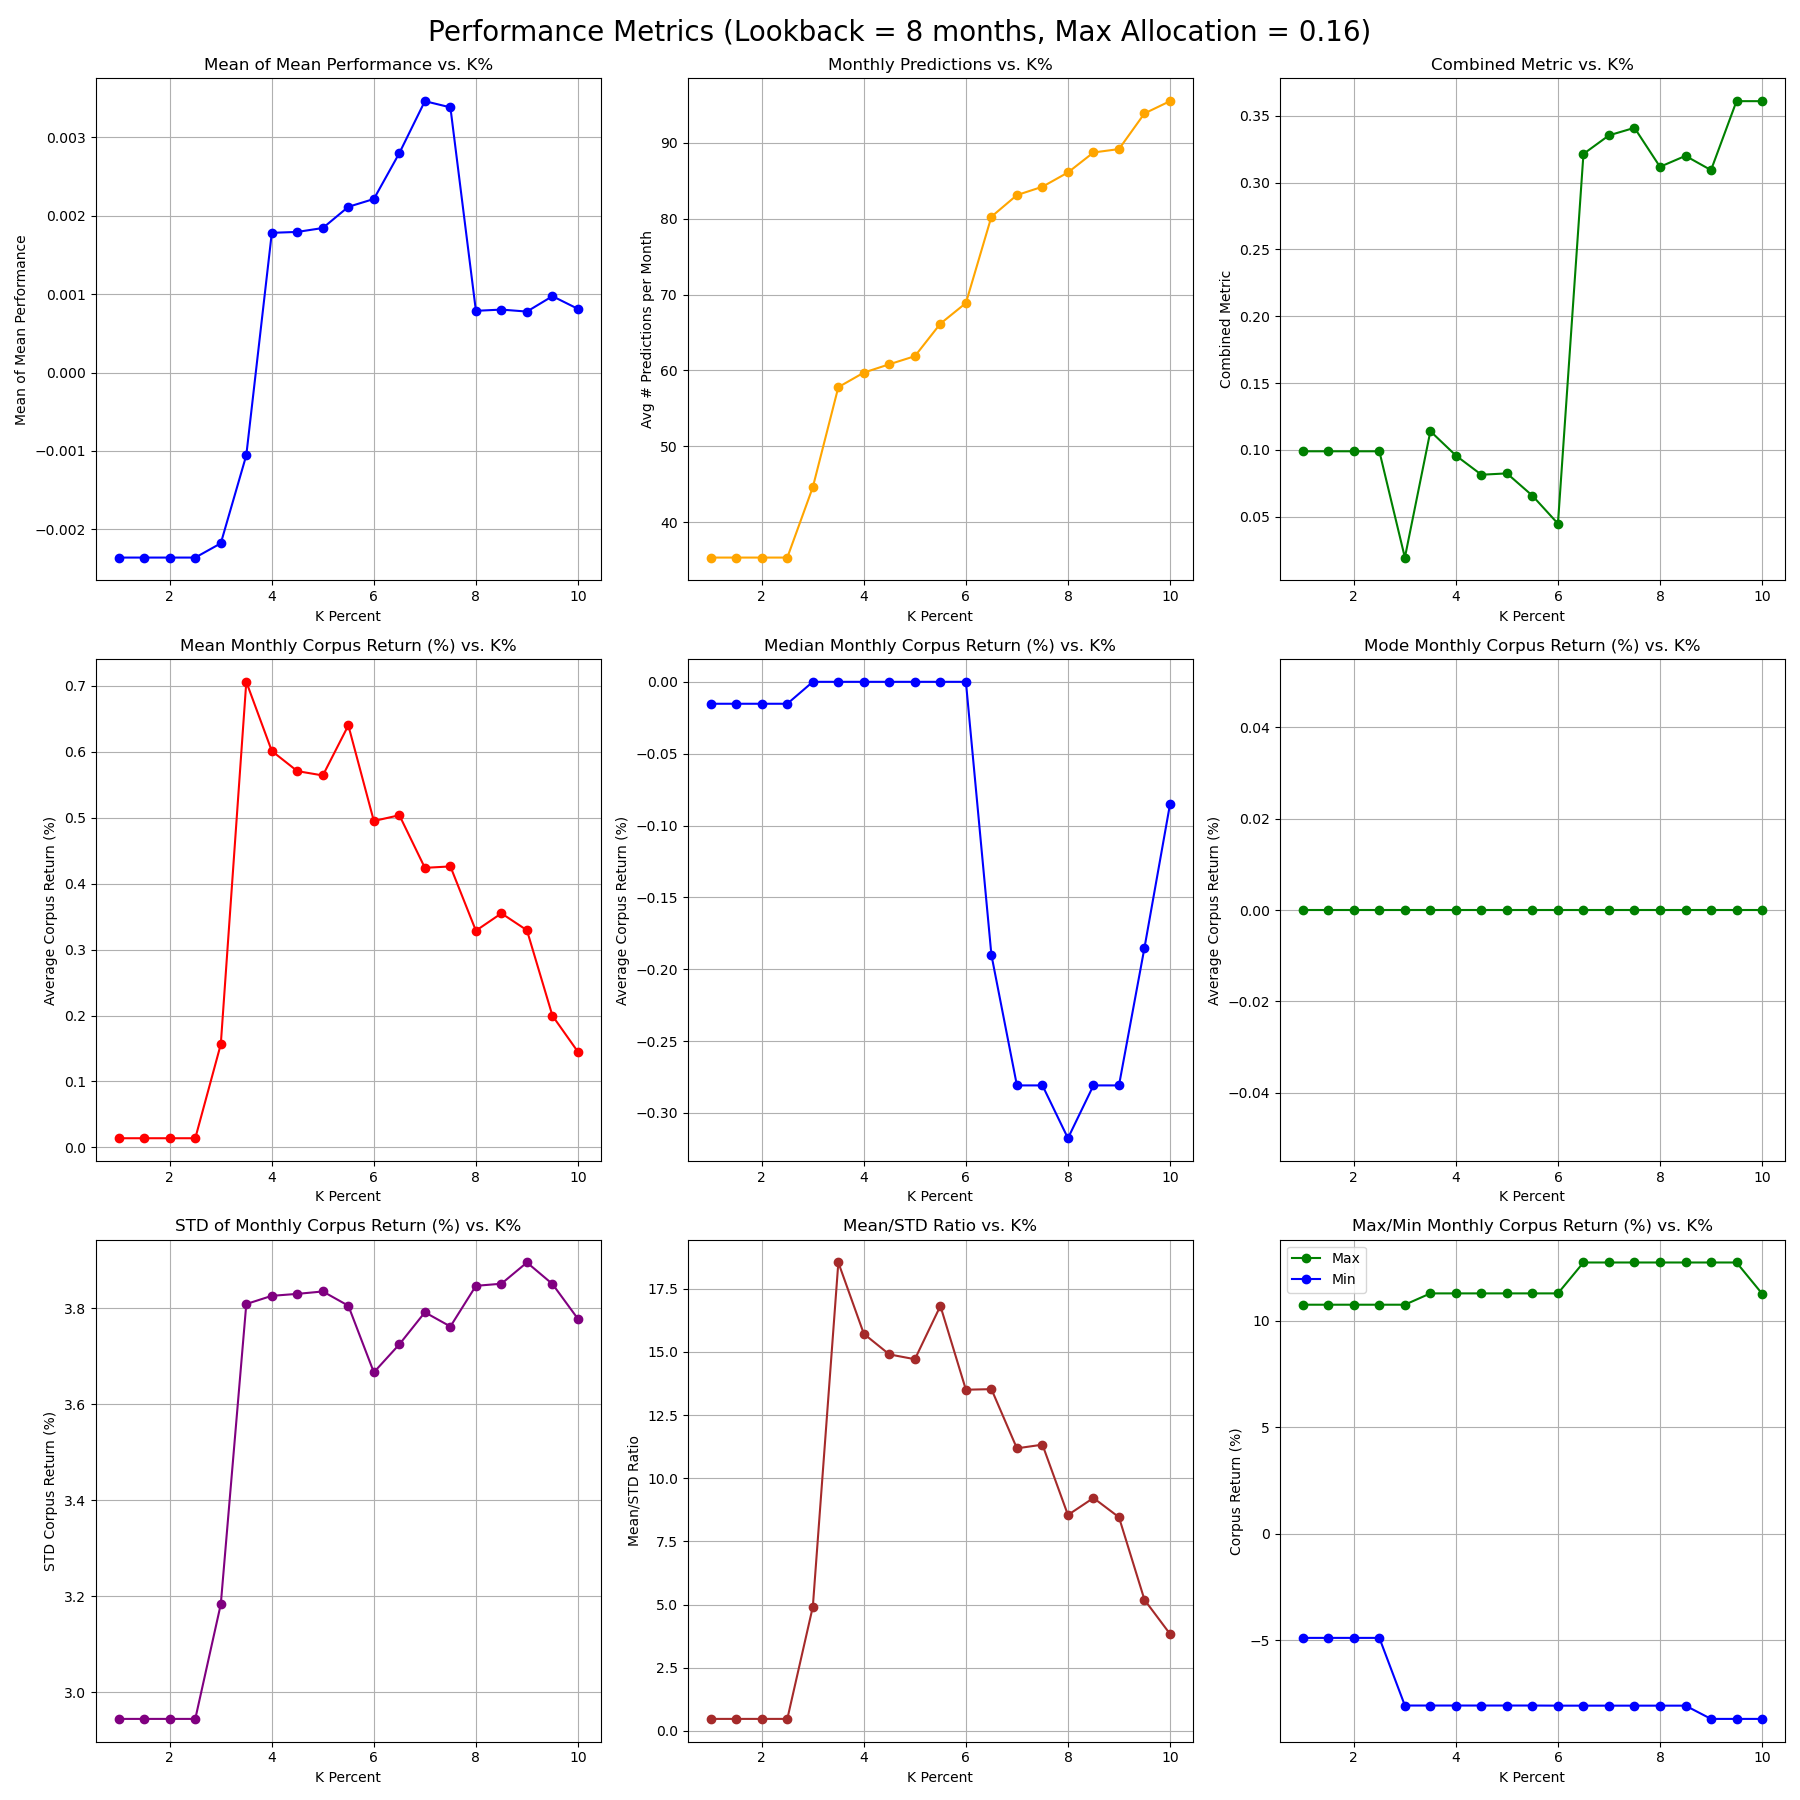 Performance Metrics (Lookback = 8 months, Max Allocation = 0.16)
Mean of Mean Performance vs. K%
Mean of Mean Performance
0.003
0.002
0.001
0.000
−0.001
−0.002
2 4 6 8 10
K Percent
Monthly Predictions vs. K%
Avg # Predictions per Month
90
80
70
60
50
40
2 4 6 8 10
K Percent
Combined Metric vs. K%
Combined Metric
0.35
0.30
0.25
0.20
0.15
0.10
0.05
2 4 6 8 10
K Percent
Mean Monthly Corpus Return (%) vs. K%
Average Corpus Return (%)
0.7
0.6
0.5
0.4
0.3
0.2
0.1
0.0
2 4 6 8 10
K Percent
Median Monthly Corpus Return (%) vs. K%
Average Corpus Return (%)
0.00
−0.05
−0.10
−0.15
−0.20
−0.25
−0.30
2 4 6 8 10
K Percent
Mode Monthly Corpus Return (%) vs. K%
Average Corpus Return (%)
0.04
0.02
0.00
−0.02
−0.04
2 4 6 8 10
K Percent
STD of Monthly Corpus Return (%) vs. K%
STD Corpus Return (%)
3.8
3.6
3.4
3.2
3.0
2 4 6 8 10
K Percent
Mean/STD Ratio vs. K%
Mean/STD Ratio
17.5
15.0
12.5
10.0
7.5
5.0
2.5
0.0
2 4 6 8 10
K Percent
Max/Min Monthly Corpus Return (%) vs. K%
Max
Min
Corpus Return (%)
10
5
0
−5
2 4 6 8 10
K Percent